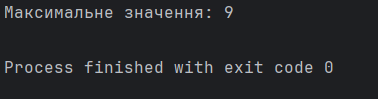 Максимальне значення: 9
Process finished with exit code 0